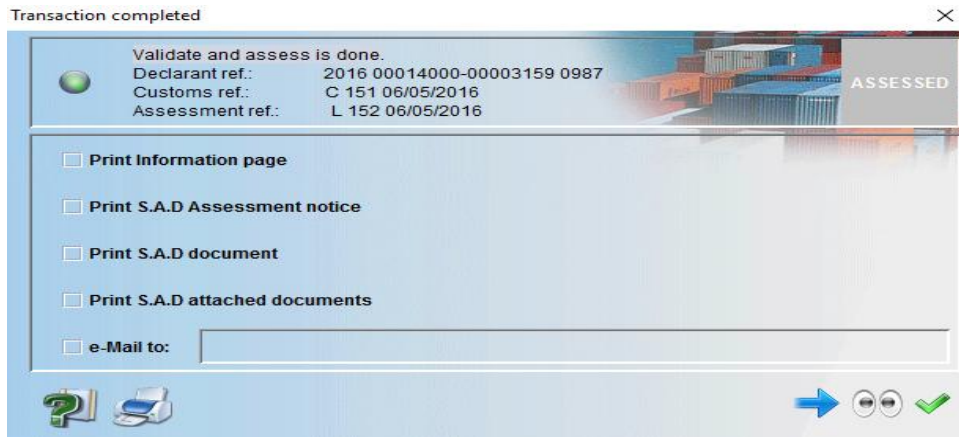 Transaction completed
Validate and assess is done.
Declarant ref.: 2016 00014000-00003159 0987
Customs ref.: C 151 06/05/2016
Assessment ref.: L 152 06/05/2016
ASSESSED
Print Information page
Print S.A.D Assessment notice
Print S.A.D document
Print S.A.D attached documents
e-Mail to: